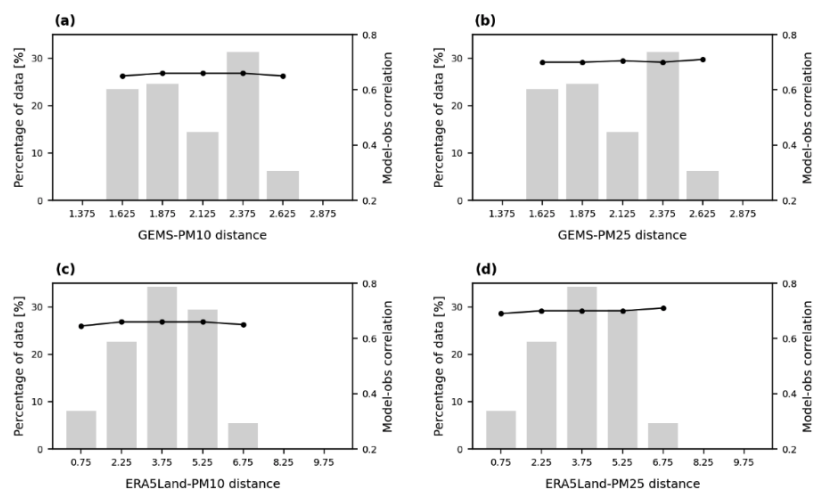 (a)
Percentage of data [%]
30
20
10
0
0.8
0.6
0.4
0.2
Model-obs correlation
1.375 1.625 1.875 2.125 2.375 2.625 2.875
GEMS-PM10 distance
(b)
Percentage of data [%]
30
20
10
0
0.8
0.6
0.4
0.2
Model-obs correlation
1.375 1.625 1.875 2.125 2.375 2.625 2.875
GEMS-PM25 distance
(c)
Percentage of data [%]
30
20
10
0
0.8
0.6
0.4
0.2
Model-obs correlation
0.75 2.25 3.75 5.25 6.75 8.25 9.75
ERA5Land-PM10 distance
(d)
Percentage of data [%]
30
20
10
0
0.8
0.6
0.4
0.2
Model-obs correlation
0.75 2.25 3.75 5.25 6.75 8.25 9.75
ERA5Land-PM25 distance